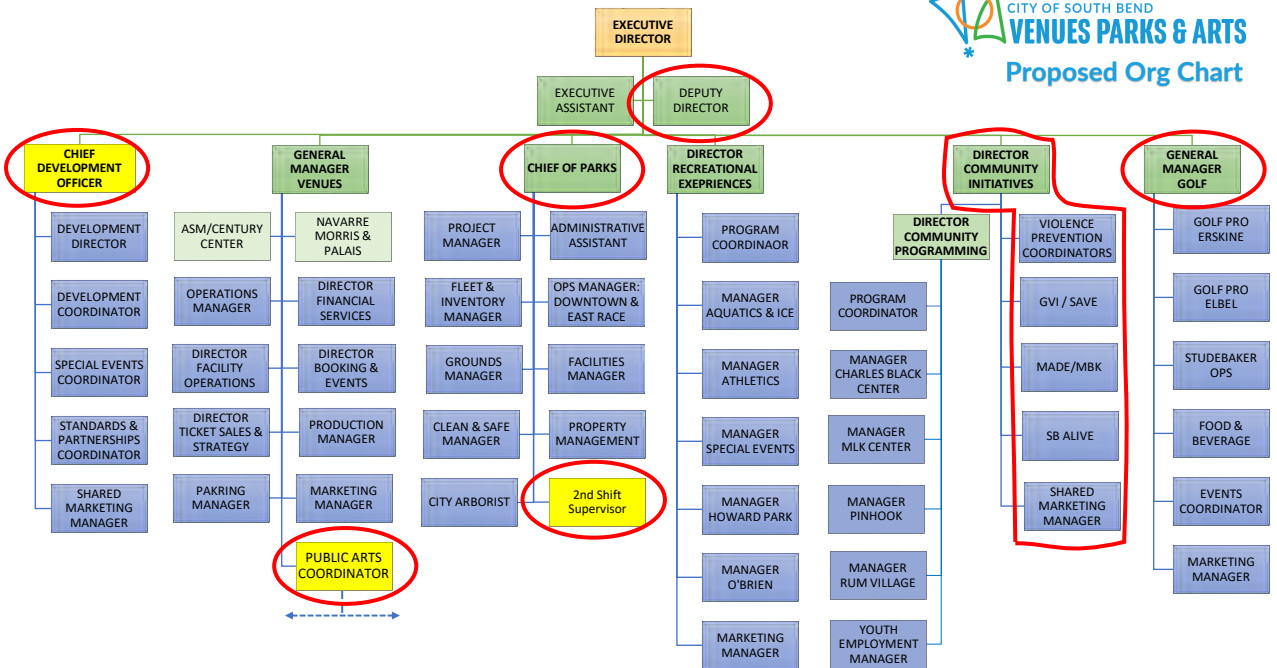 CITY OF SOUTH BEND
VENUES PARKS & ARTS
Proposed Org Chart
EXECUTIVE
DIRECTOR
EXECUTIVE
ASSISTANT
DEPUTY
DIRECTOR
CHIEF
DEVELOPMENT
OFFICER
DEVELOPMENT
DIRECTOR
DEVELOPMENT
COORDINATOR
SPECIAL EVENTS
COORDINATOR
STANDARDS &
PARTNERSHIPS
COORDINATOR
SHARED
MARKETING
MANAGER
GENERAL
MANAGER
VENUES
ASM/CENTURY
CENTER
NAVARRE
MORRIS &
PALAIS
OPERATIONS
MANAGER
DIRECTOR
FINANCIAL
SERVICES
DIRECTOR
FACILITY
OPERATIONS
DIRECTOR
BOOKING &
EVENTS
DIRECTOR
TICKET SALES &
STRATEGY
PRODUCTION
MANAGER
PAKRING
MANAGER
MARKETING
MANAGER
PUBLIC ARTS
COORDINATOR
CHIEF OF PARKS
PROJECT
MANAGER
ADMINISTRATIVE
ASSISTANT
FLEET &
INVENTORY
MANAGER
OPS MANAGER:
DOWNTOWN &
EAST RACE
GROUNDS
MANAGER
FACILITIES
MANAGER
CLEAN & SAFE
MANAGER
PROPERTY
MANAGEMENT
CITY ARBORIST
2nd Shift
Supervisor
DIRECTOR
RECREATIONAL
EXEPRIENCES
PROGRAM
COORDINAOR
MANAGER
AQUATICS & ICE
MANAGER
ATHLETICS
MANAGER
SPECIAL EVENTS
MANAGER
HOWARD PARK
MANAGER
O'BRIEN
MARKETING
MANAGER
DIRECTOR
COMMUNITY
INITIATIVES
DIRECTOR
COMMUNITY
PROGRAMMING
PROGRAM
COORDINATOR
MANAGER
CHARLES BLACK
CENTER
MANAGER
MLK CENTER
MANAGER
PINHOOK
MANAGER
RUM VILLAGE
YOUTH
EMPLOYMENT
MANAGER
VIOLENCE
PREVENTION
COORDINATORS
GVI / SAVE
MADE/MBK
SB ALIVE
SHARED
MARKETING
MANAGER
GENERAL
MANAGER
GOLF
GOLF PRO
ERSKINE
GOLF PRO
ELBEL
STUDEBAKER
OPS
FOOD &
BEVERAGE
EVENTS
COORDINATOR
MARKETING
MANAGER